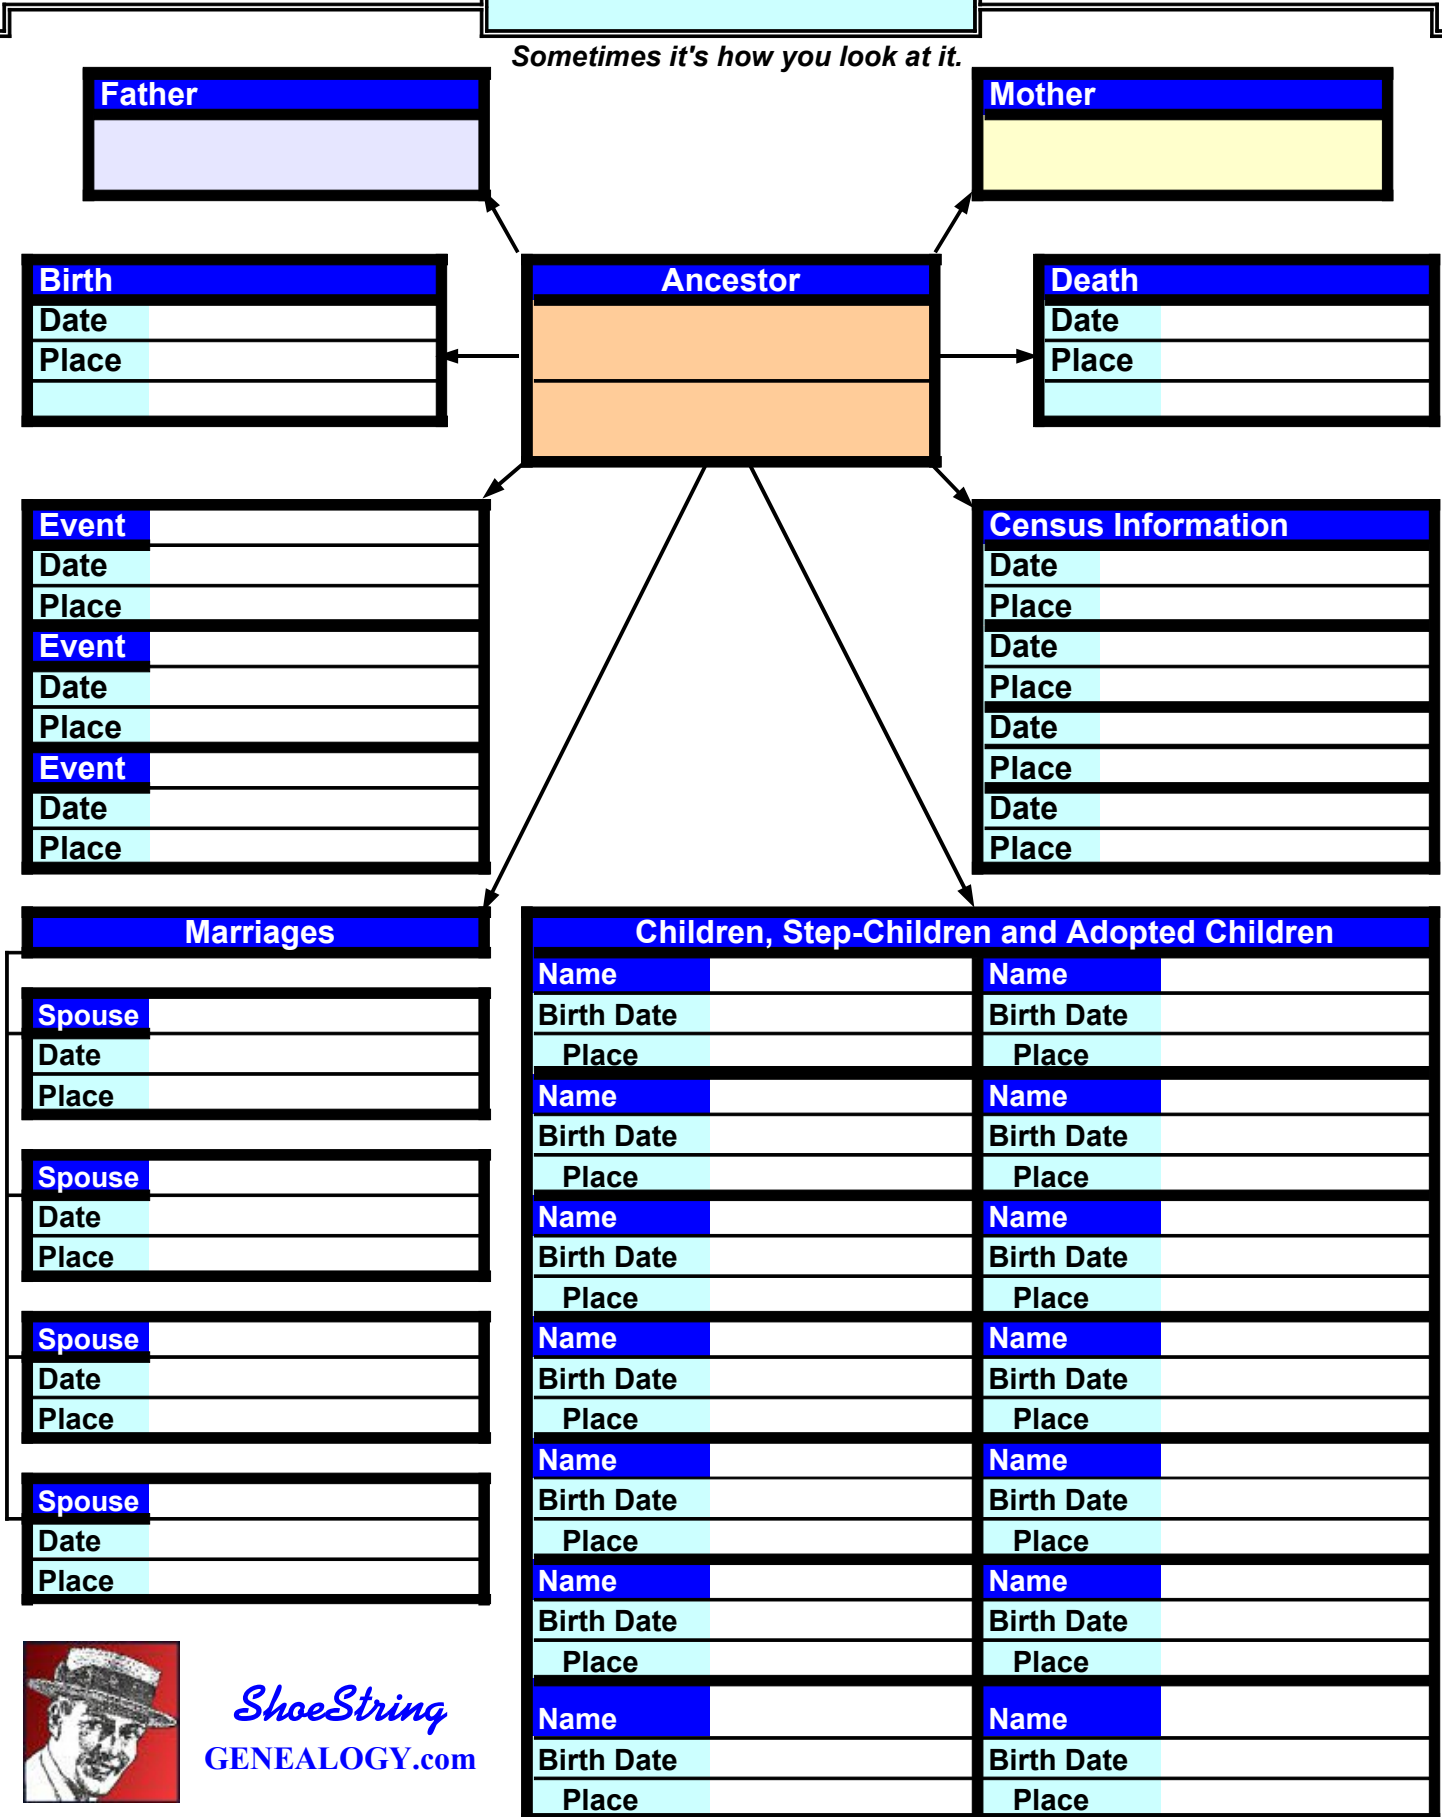 Sometimes it's how you look at it.
Father
Mother
Birth
Date
Place
Ancestor
Death
Date
Place
Event
Date
Place
Event
Date
Place
Event
Date
Place
Census Information
Date
Place
Date
Place
Date
Place
Date
Place
Marriages
Spouse
Date
Place
Spouse
Date
Place
Spouse
Date
Place
Spouse
Date
Place
Children, Step-Children and Adopted Children
Name
Birth Date
Place
Name
Birth Date
Place
Name
Birth Date
Place
Name
Birth Date
Place
Name
Birth Date
Place
Name
Birth Date
Place
Name
Birth Date
Place
Name
Birth Date
Place
Name
Birth Date
Place
Name
Birth Date
Place
Name
Birth Date
Place
Name
Birth Date
Place
Name
Birth Date
Place
Name
Birth Date
Place
ShoeString
GENEALOGY.com